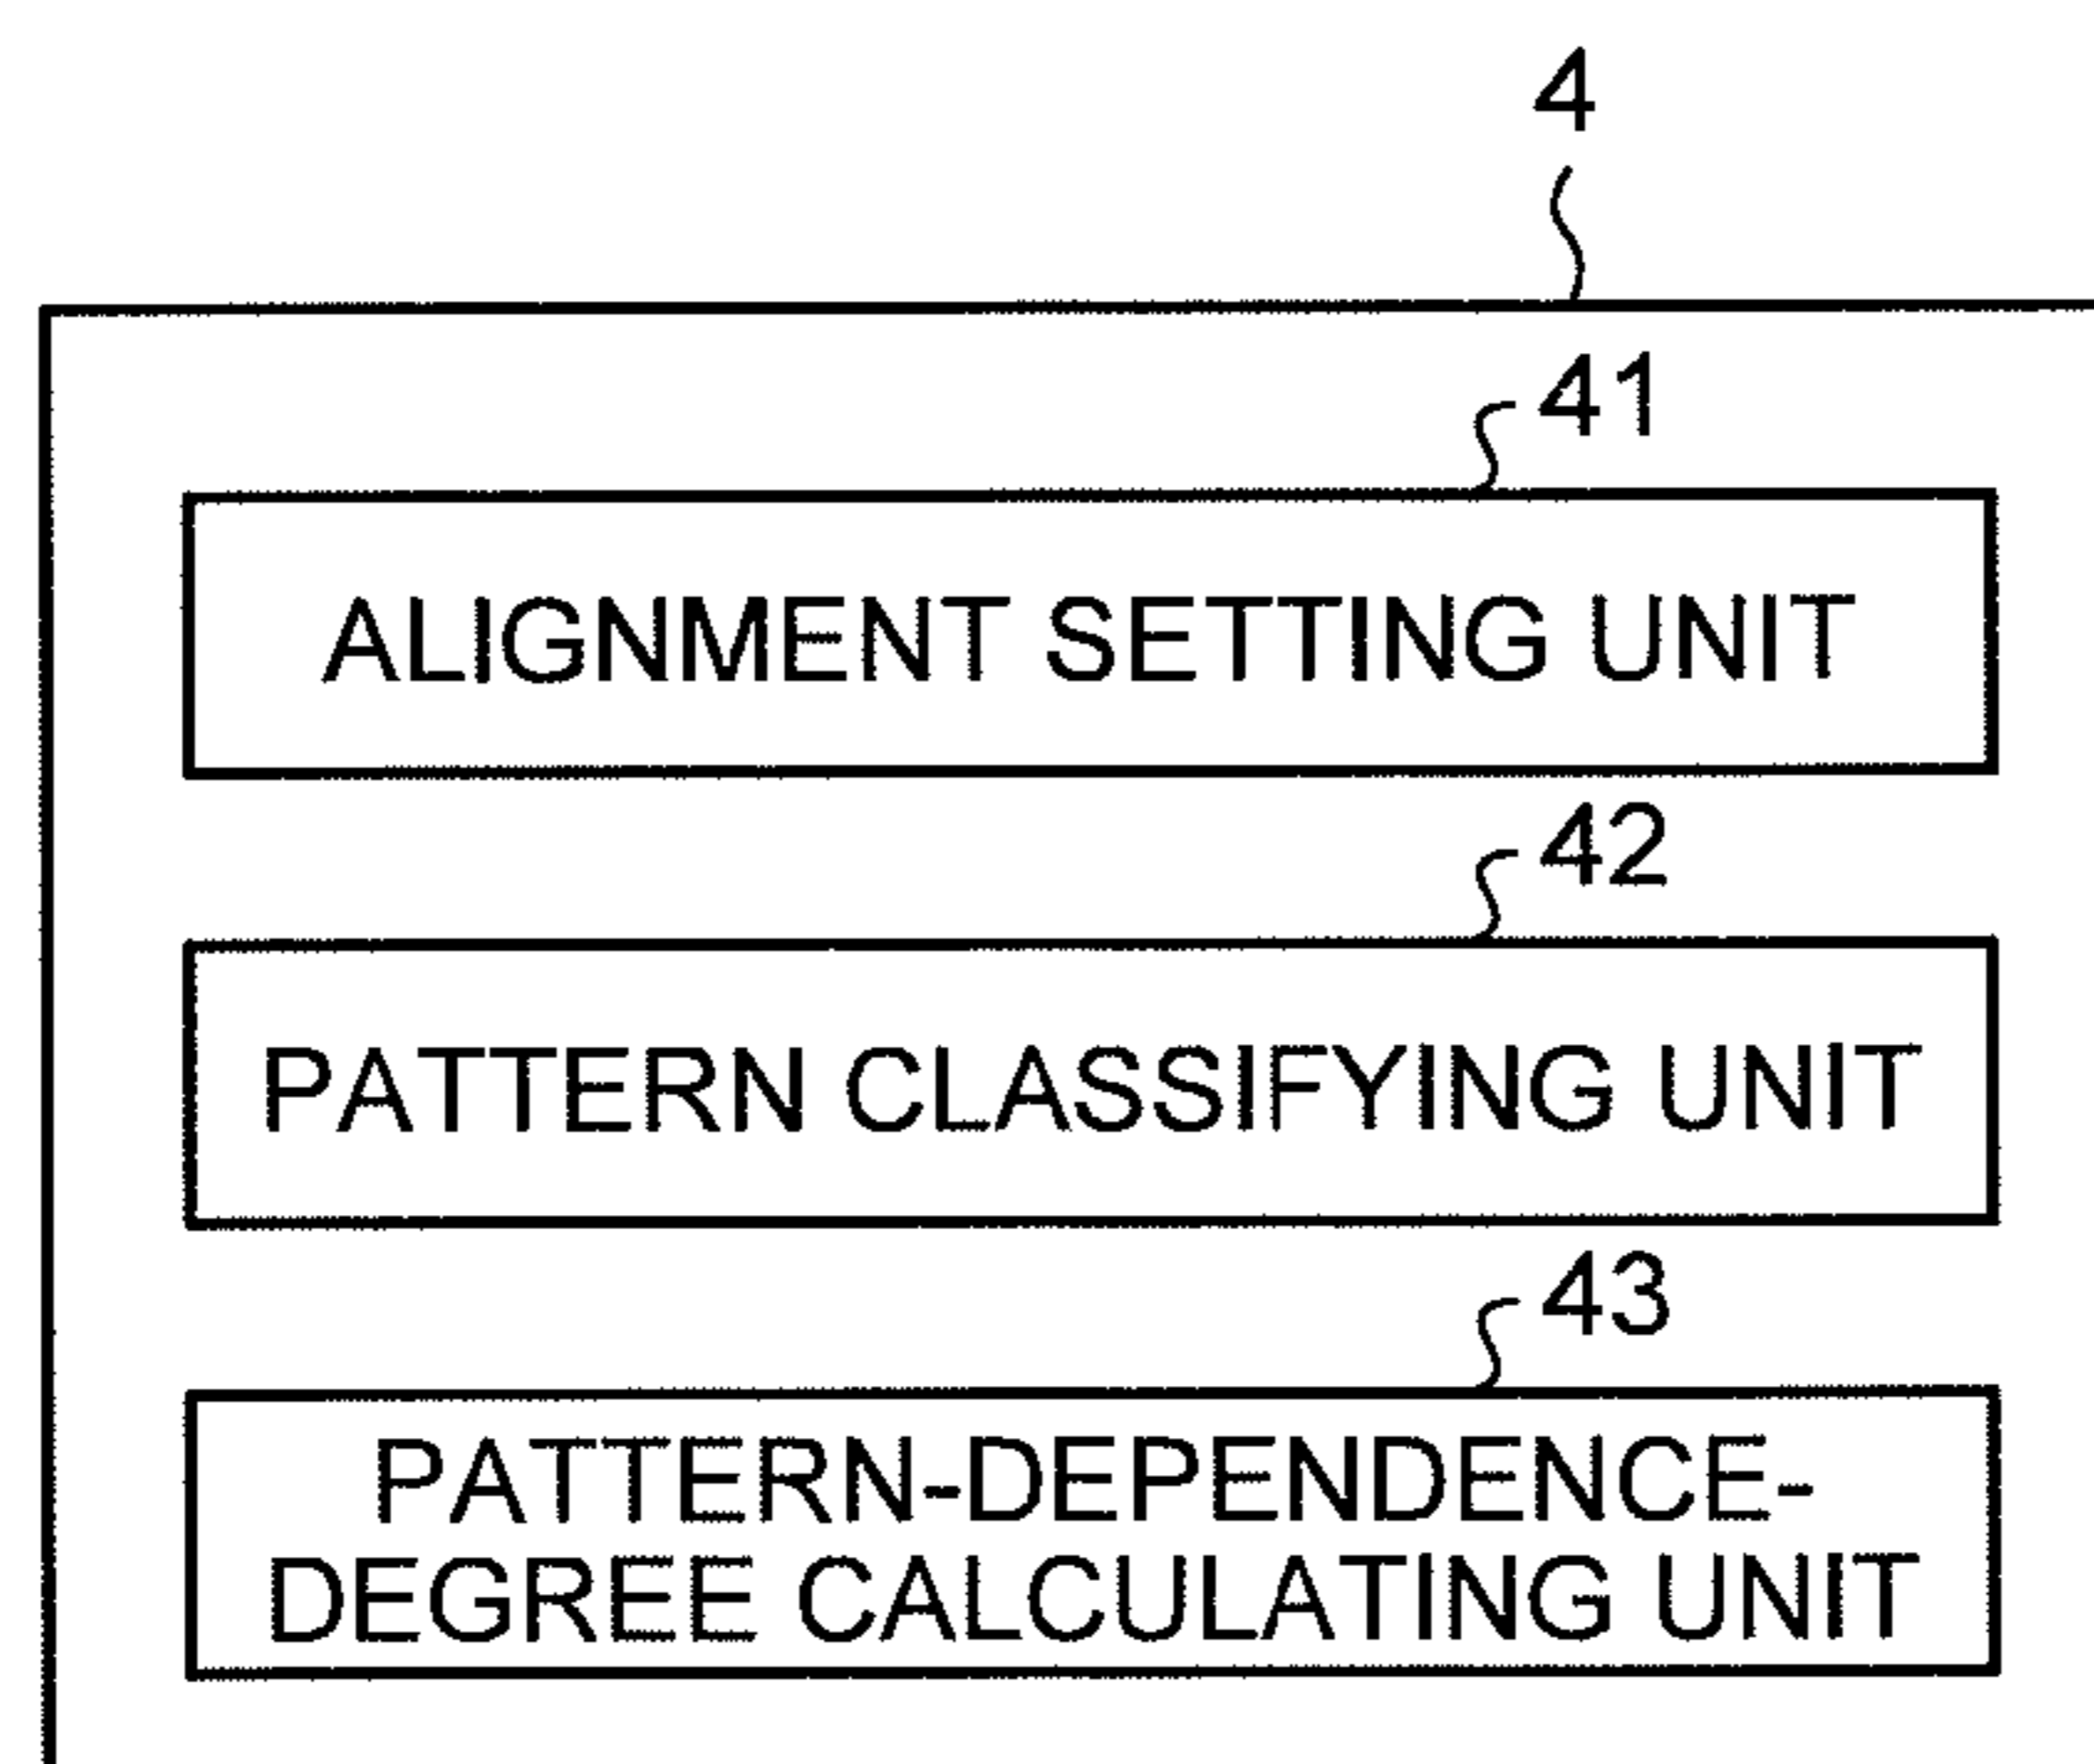 4
41
ALIGNMENT SETTING UNIT
42
PATTERN CLASSIFYING UNIT
43
PATTERN-DEPENDENCE-
DEGREE CALCULATING UNIT